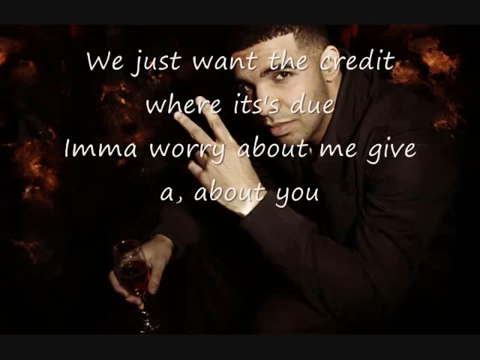 We just want the credit
where its's due
Imma worry about me give
a, about you